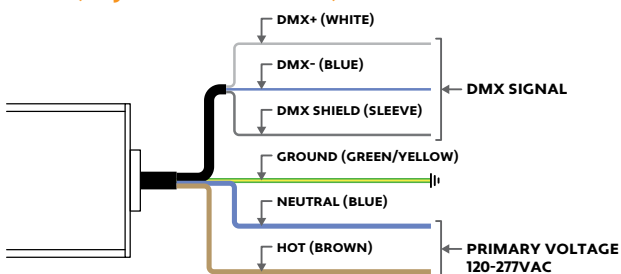 DMX+ (WHITE)
DMX- (BLUE)
DMX SIGNAL
DMX SHIELD (SLEEVE)
GROUND (GREEN/YELLOW)
NEUTRAL (BLUE)
HOT (BROWN)
PRIMARY VOLTAGE
120-277VAC